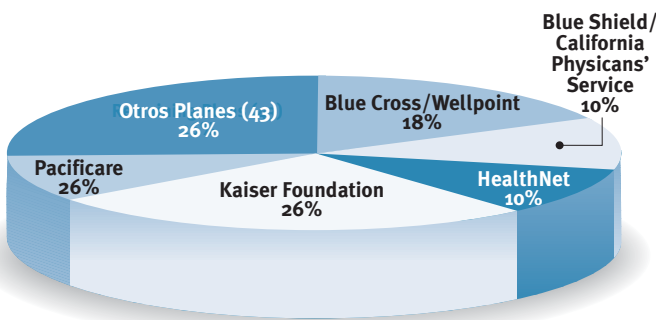 Blue Shield/
California
Physicans'
Service
10%
Otros Planes (43)
26%
Blue Cross/Wellpoint
18%
Pacificare
26%
Kaiser Foundation
26%
HealthNet
10%